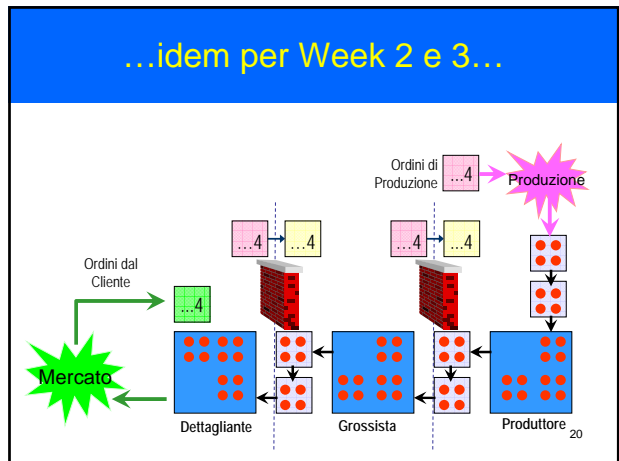 …idem per Week 2 e 3…
Ordini di
Produzione
...4
Produzione
...4
...4
...4
...4
Ordini dal
Cliente
...4
Mercato
Dettagliante
Grossista
Produttore
20